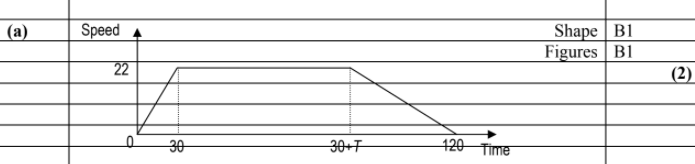 (a) Speed Shape B1
Figures B1
22 (2)
0 30 30+T 120 Time